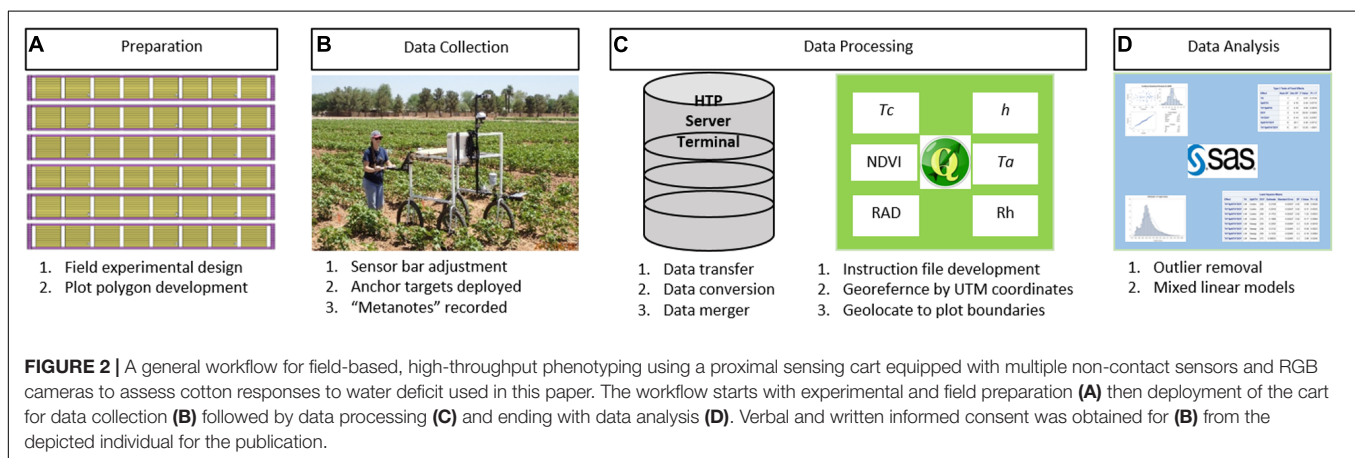 A Preparation
1. Field experimental design
2. Plot polygon development
B Data Collection
1. Sensor bar adjustment
2. Anchor targets deployed
3. “Metanotes” recorded
C Data Processing
HTP
Server
Terminal
1. Data transfer
2. Data conversion
3. Data merger
Tc h
NDVI Ta
RAD Rh
1. Instruction file development
2. Georefernce by UTM coordinates
3. Geolocate to plot boundaries
D Data Analysis
sas
1. Outlier removal
2. Mixed linear models
FIGURE 2 | A general workflow for field-based, high-throughput phenotyping using a proximal sensing cart equipped with multiple non-contact sensors and RGB
cameras to assess cotton responses to water deficit used in this paper. The workflow starts with experimental and field preparation (A) then deployment of the cart
for data collection (B) followed by data processing (C) and ending with data analysis (D). Verbal and written informed consent was obtained for (B) from the
depicted individual for the publication.